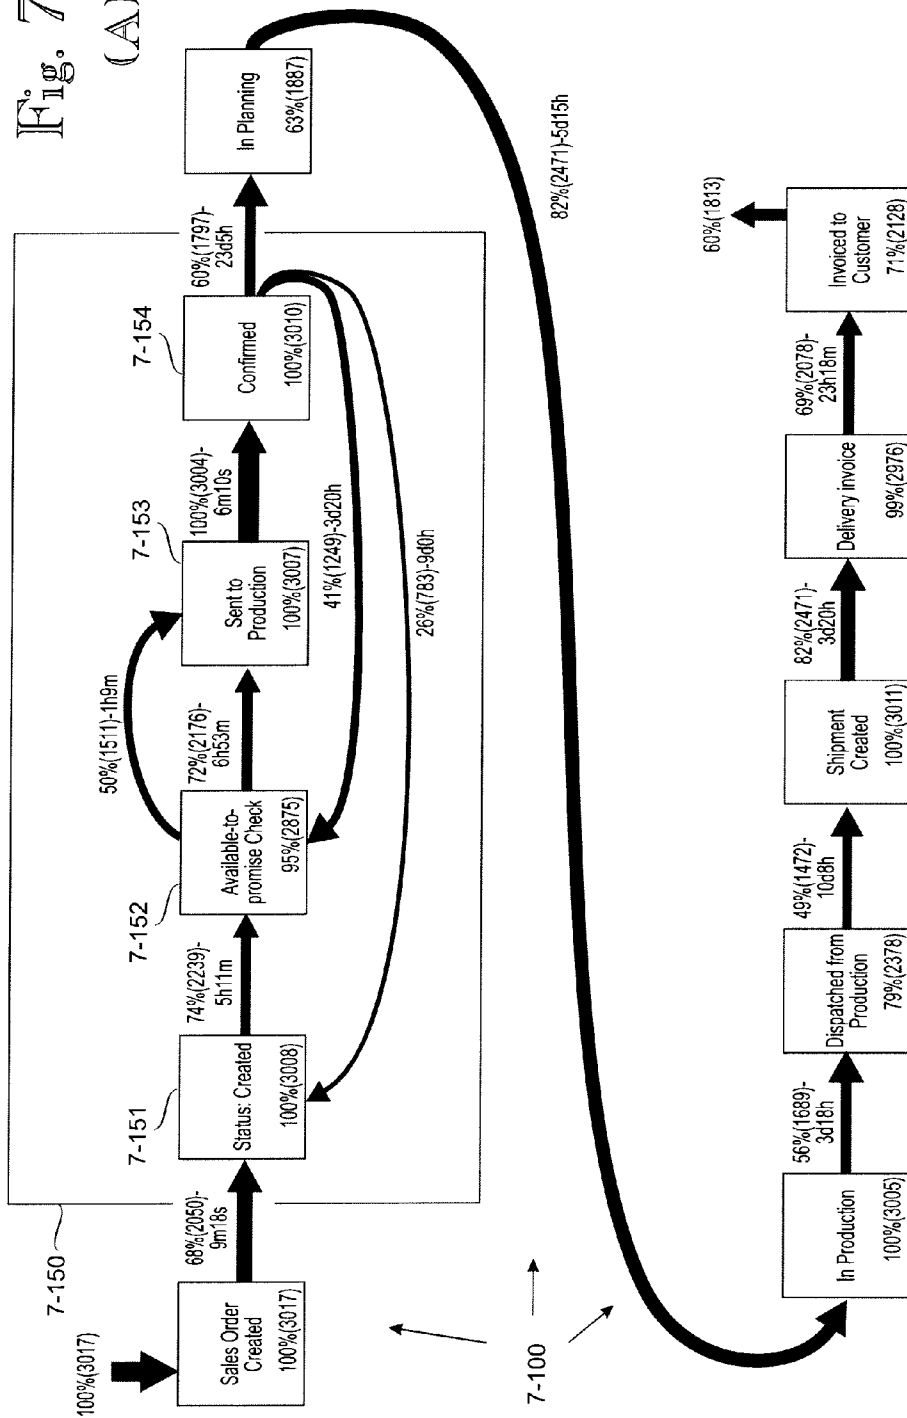 Fig. 7
(A)
100%(3017)
Sales Order
Created
100%(3017)
68%(2050)-
9m18s
7-150
7-151
Status: Created
100%(3008)
74%(2239)-
5h11m
7-152
Available-to-
promise Check
95%(2875)
50%(1511)-1h9m
72%(2176)-
6h53m
7-153
Sent to
Production
100%(3007)
100%(3004)-
6m10s
7-154
Confirmed
100%(3010)
41%(1249)-3d20h
26%(783)-9d0h
60%(1797)-
23d5h
In Planning
63%(1887)
82%(2471)-5d15h
7-100
In Production
100%(3005)
56%(1689)-
3d18h
Dispatched from
Production
79%(2378)
49%(1472)-
10d8h
Shipment
Created
100%(3011)
82%(2471)-
3d20h
Delivery invoice
99%(2976)
69%(2078)-
23h18m
Invoiced to
Customer
71%(2128)
60%(1813)